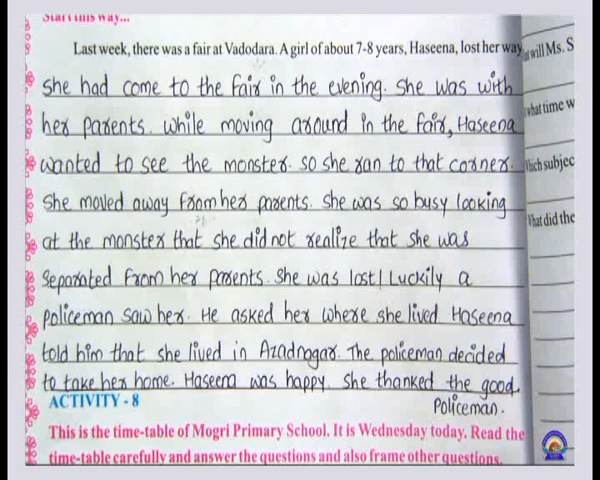 Start this way...
Last week, there was a fair at Vadodara. A girl of about 7-8 years, Haseena, lost her way
She had come to the fair in the evening. She was with
her parents. While moving around in the fair, Haseena
wanted to see the monster. so she ran to that corner.
She moved away from her parents. She was so busy looking
at the monster that she did not realize that she was
separated from her parents. She was lost! Luckily a
policeman saw her. He asked her where she lived Haseena
told him that she lived in Azadnagar. The policeman decided
to take her home. Haseena was happy. She thanked the good
Policeman.
ACTIVITY - 8
This is the time-table of Mogri Primary School. It is Wednesday today. Read the
time-table carefully and answer the questions and also frame other questions.
will Ms. S
what time w
Which subjec
What did the